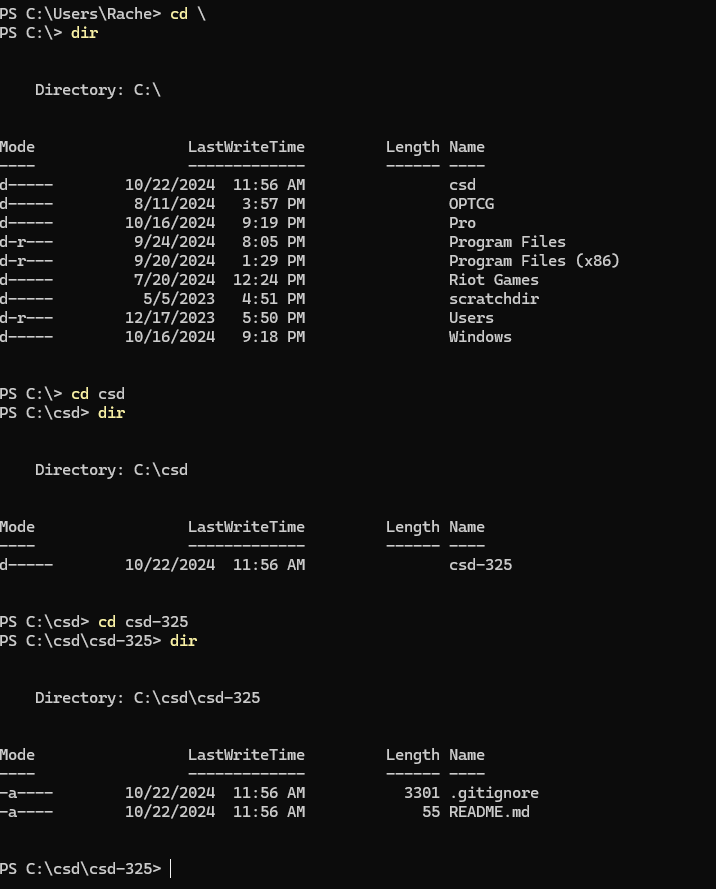 PS C:\Users\Rache> cd \
PS C:\> dir
Directory: C:\
Mode LastWriteTime Length Name
---- ------------- ------ ----
d----- 10/22/2024 11:56 AM csd
d----- 8/11/2024 3:57 PM OPTCG
d----- 10/16/2024 9:19 PM Pro
d-r--- 9/24/2024 8:05 PM Program Files
d-r--- 9/20/2024 1:29 PM Program Files (x86)
d----- 7/20/2024 12:24 PM Riot Games
d----- 5/5/2023 4:51 PM scratchdir
d-r--- 12/17/2023 5:50 PM Users
d----- 10/16/2024 9:18 PM Windows
PS C:\> cd csd
PS C:\csd> dir
Directory: C:\csd
Mode LastWriteTime Length Name
---- ------------- ------ ----
d----- 10/22/2024 11:56 AM csd-325
PS C:\csd> cd csd-325
PS C:\csd\csd-325> dir
Directory: C:\csd\csd-325
Mode LastWriteTime Length Name
---- ------------- ------ ----
-a---- 10/22/2024 11:56 AM 3301 .gitignore
-a---- 10/22/2024 11:56 AM 55 README.md
PS C:\csd\csd-325>